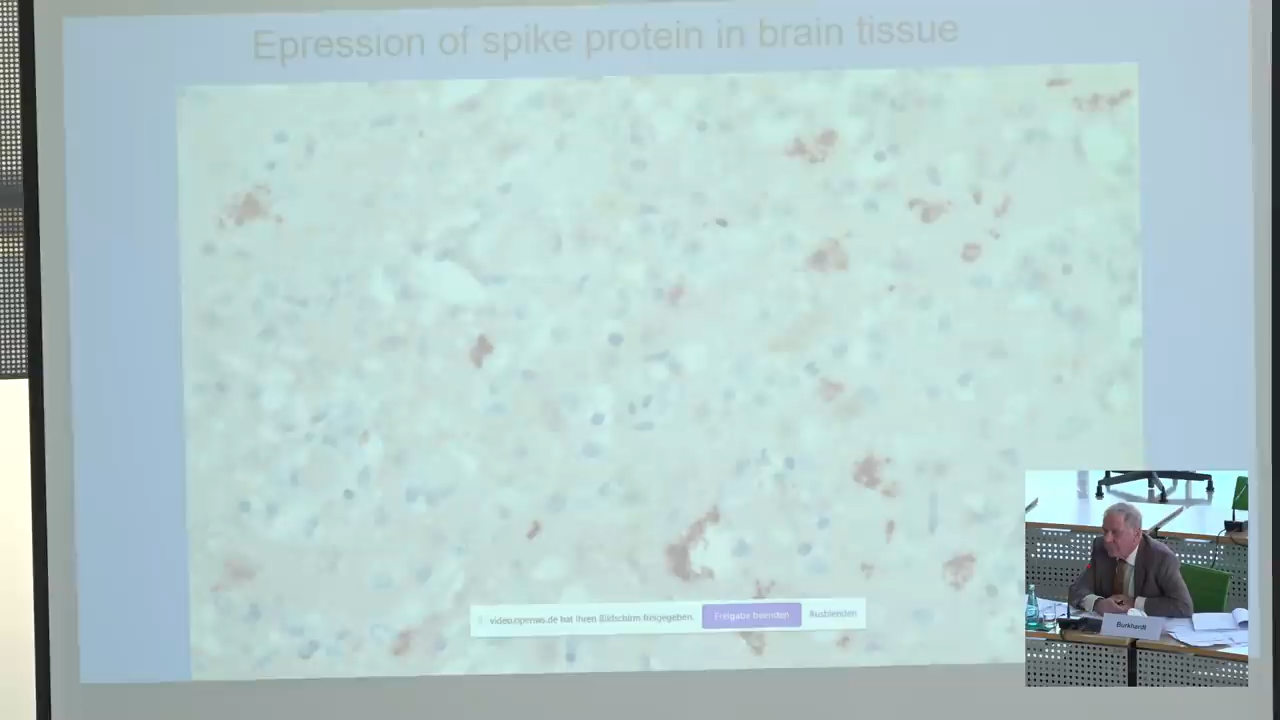 Epression of spike protein in brain tissue
video.openws.de hat Ihren Bildschirm freigegeben. Freigabe beenden Ausblenden
Burkhardt